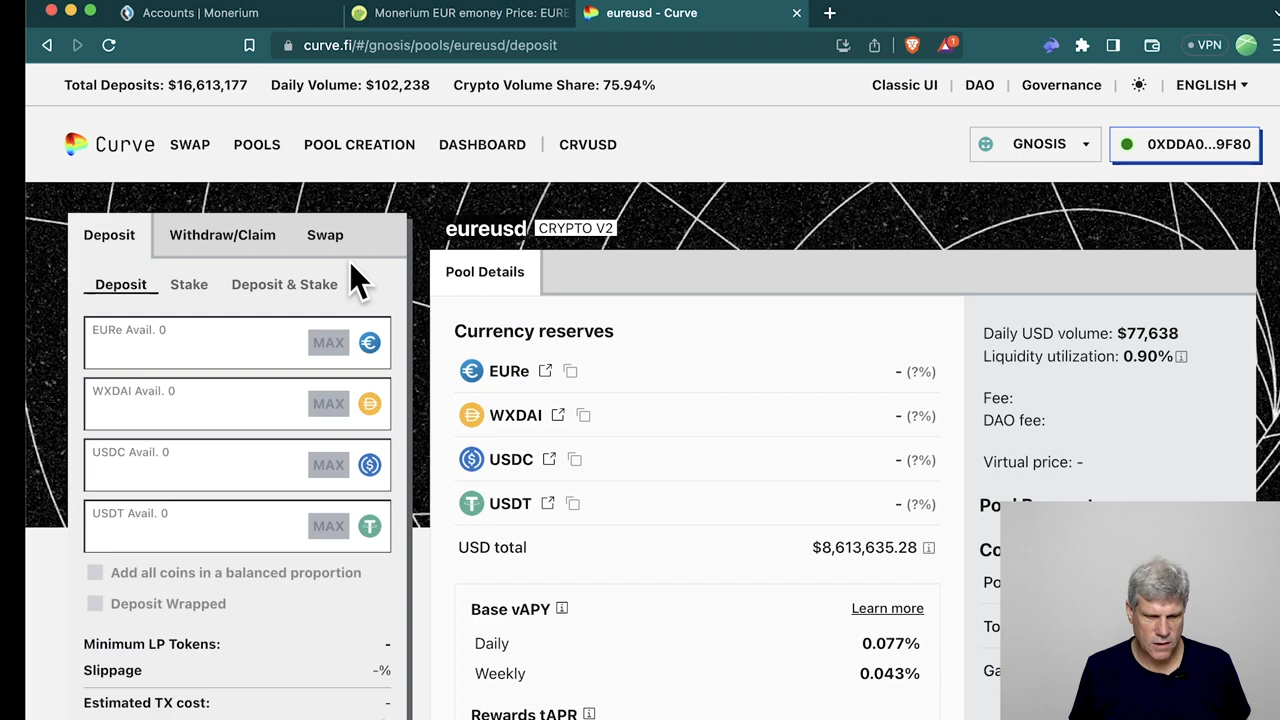 Accounts | Monerium
Monerium EUR emoney Price: EURE
eureusd - Curve
curve.fi/#/gnosis/pools/eureusd/deposit
1
VPN
Total Deposits: $16,613,177 Daily Volume: $102,238 Crypto Volume Share: 75.94%
Classic UI | DAO | Governance | ENGLISH
Curve SWAP POOLS POOL CREATION DASHBOARD | CRVUSD
GNOSIS
0XDDA0...9F80
Deposit Withdraw/Claim Swap
Deposit Stake Deposit & Stake
EURe Avail. 0
MAX
WXDAI Avail. 0
MAX
USDC Avail. 0
MAX
USDT Avail. 0
MAX
Add all coins in a balanced proportion
Deposit Wrapped
Minimum LP Tokens: -
Slippage -%
Estimated TX cost: -
eureusd CRYPTO V2
Pool Details
Currency reserves
EURe - (?%)
WXDAI - (?%)
USDC - (?%)
USDT - (?%)
USD total $8,613,635.28
Base vAPY Learn more
Daily 0.077%
Weekly 0.043%
Rewards tAPR
Daily USD volume: $77,638
Liquidity utilization: 0.90%
Fee:
DAO fee:
Virtual price: -